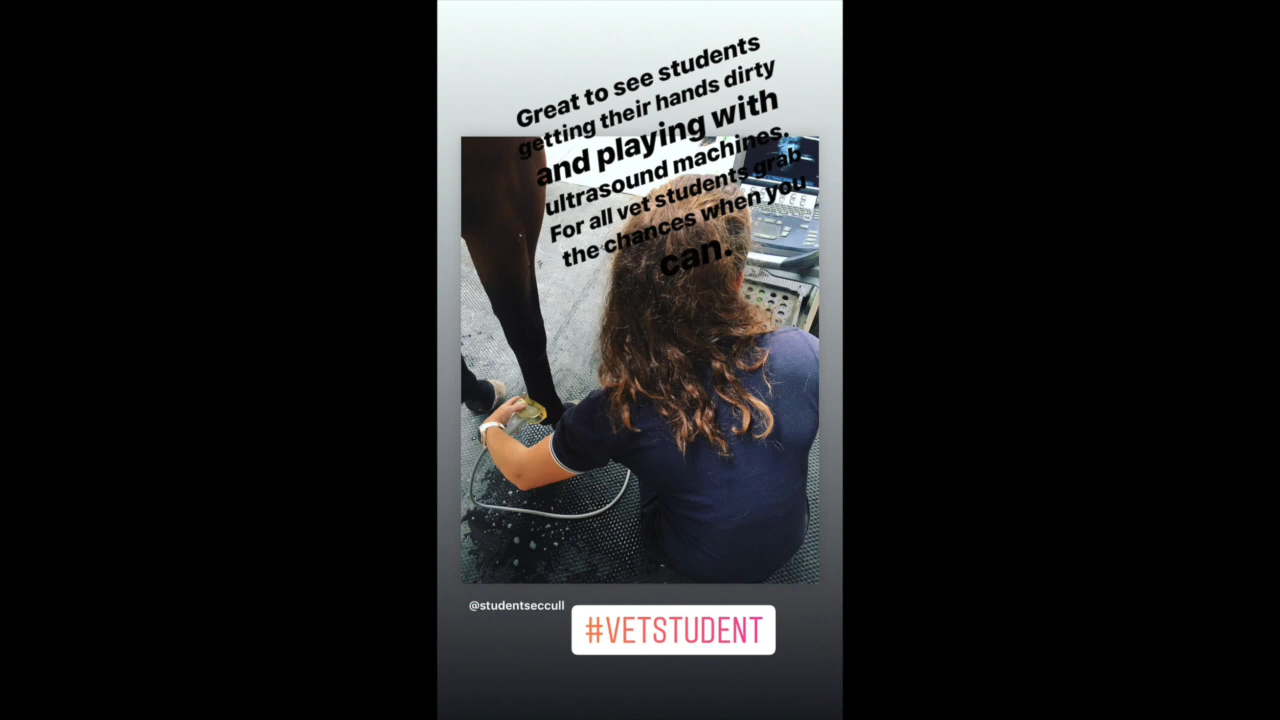 Great to see students
getting their hands dirty
and playing with
ultrasound machines.
For all vet students grab
the chances when you
can.
@studentseccull
#VETSTUDENT